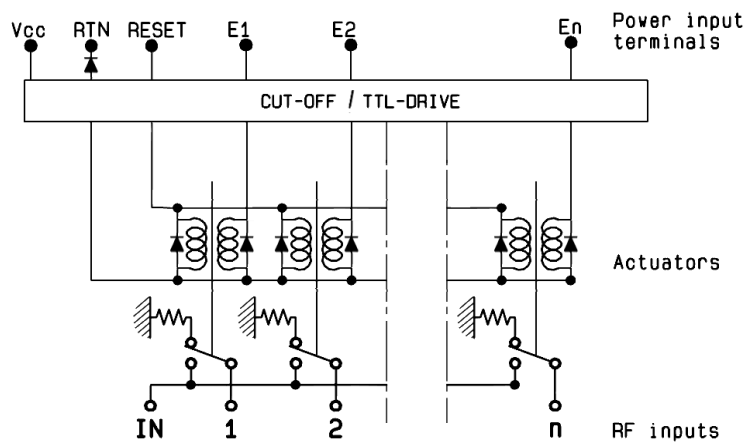 Vcc RTN RESET E1 E2 En Power input
terminals
CUT-OFF / TTL-DRIVE
Actuators
IN 1 2 n RF inputs